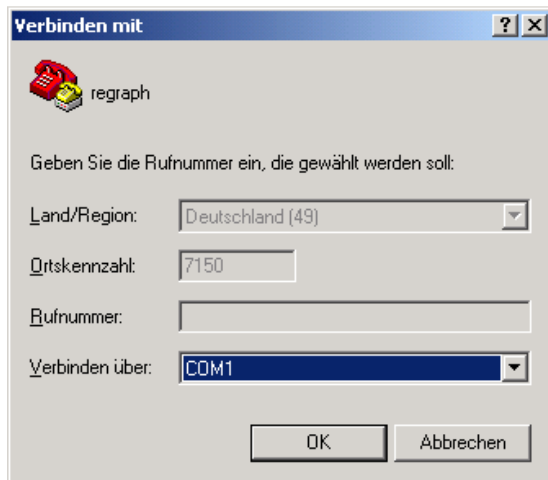 Verbinden mit
regraph
Geben Sie die Rufnummer ein, die gewählt werden soll:
Land/Region: Deutschland (49)
Ortskennzahl: 7150
Rufnummer:
Verbinden über: COM1
OK Abbrechen